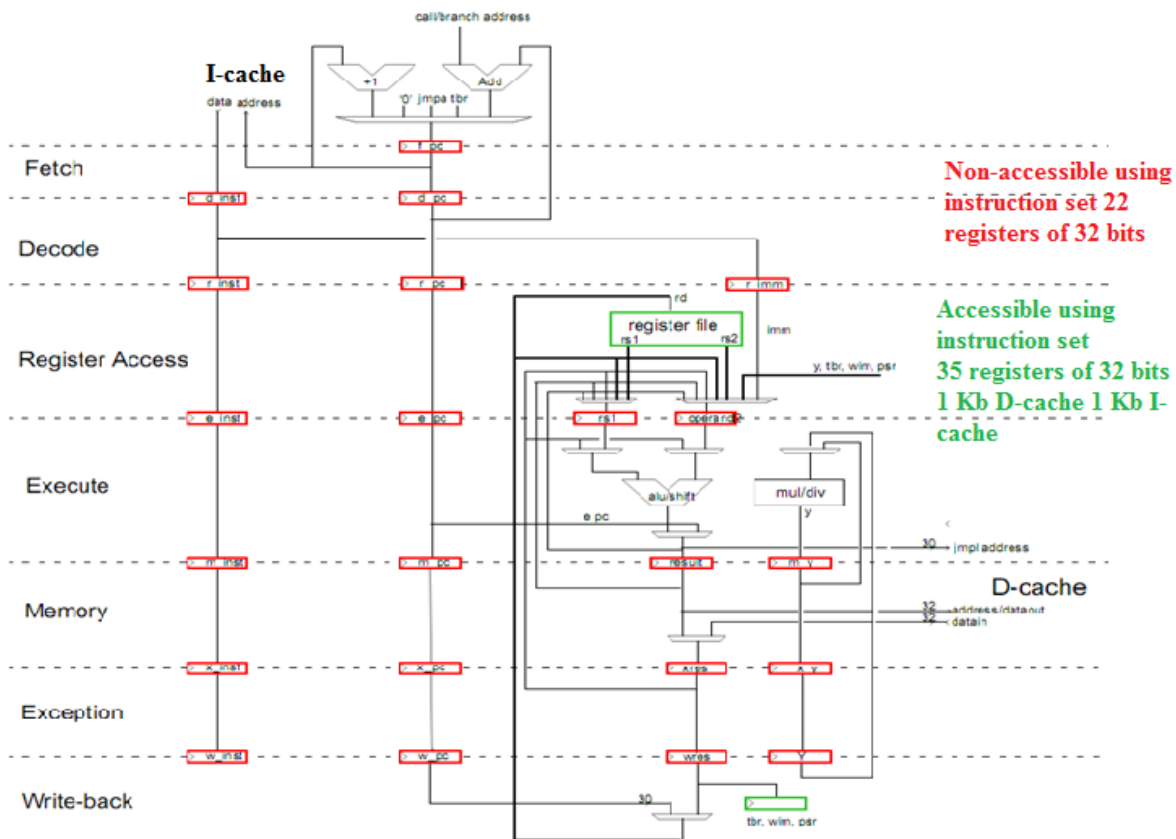 call/branch address
I-cache
data address
+1
Add
'0' jmpa tbr
f_pc
Fetch
Non-accessible using
instruction set 22
registers of 32 bits
d_inst
d_pc
Decode
r_inst
r_pc
r_imm
rd
register file
rs1
rs2
imm
Accessible using
instruction set
35 registers of 32 bits
1 Kb D-cache 1 Kb I-
cache
Register Access
y, tbr, wim, psr
e_inst
e_pc
rs1
operand2
Execute
alu/shift
mul/div
y
e pc
30
jmpl address
m_inst
m_pc
result
m_y
D-cache
Memory
32
address/dataout
32
datain
x_inst
x_pc
xres
x_y
Exception
w_inst
w_pc
wres
Y
Write-back
30
tbr, wim, psr